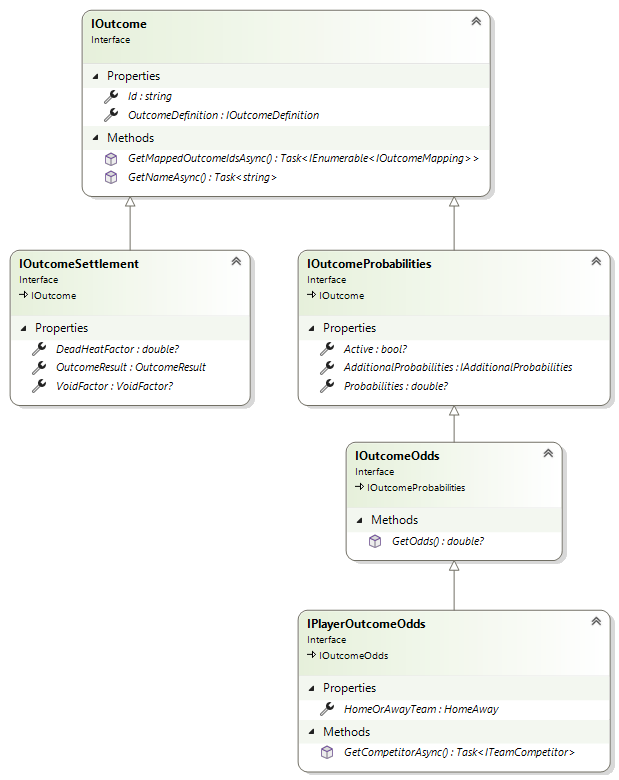 IOutcome
Interface
Properties
Id : string
OutcomeDefinition : IOutcomeDefinition
Methods
GetMappedOutcomeIdsAsync() : Task<IEnumerable<IOutcomeMapping>>
GetNameAsync() : Task<string>
IOutcomeSettlement
Interface
IOutcome
Properties
DeadHeatFactor : double?
OutcomeResult : OutcomeResult
VoidFactor : VoidFactor?
IOutcomeProbabilities
Interface
IOutcome
Properties
Active : bool?
AdditionalProbabilities : IAdditionalProbabilities
Probabilities : double?
IOutcomeOdds
Interface
IOutcomeProbabilities
Methods
GetOdds() : double?
IPlayerOutcomeOdds
Interface
IOutcomeOdds
Properties
HomeOrAwayTeam : HomeAway
Methods
GetCompetitorAsync() : Task<ITeamCompetitor>